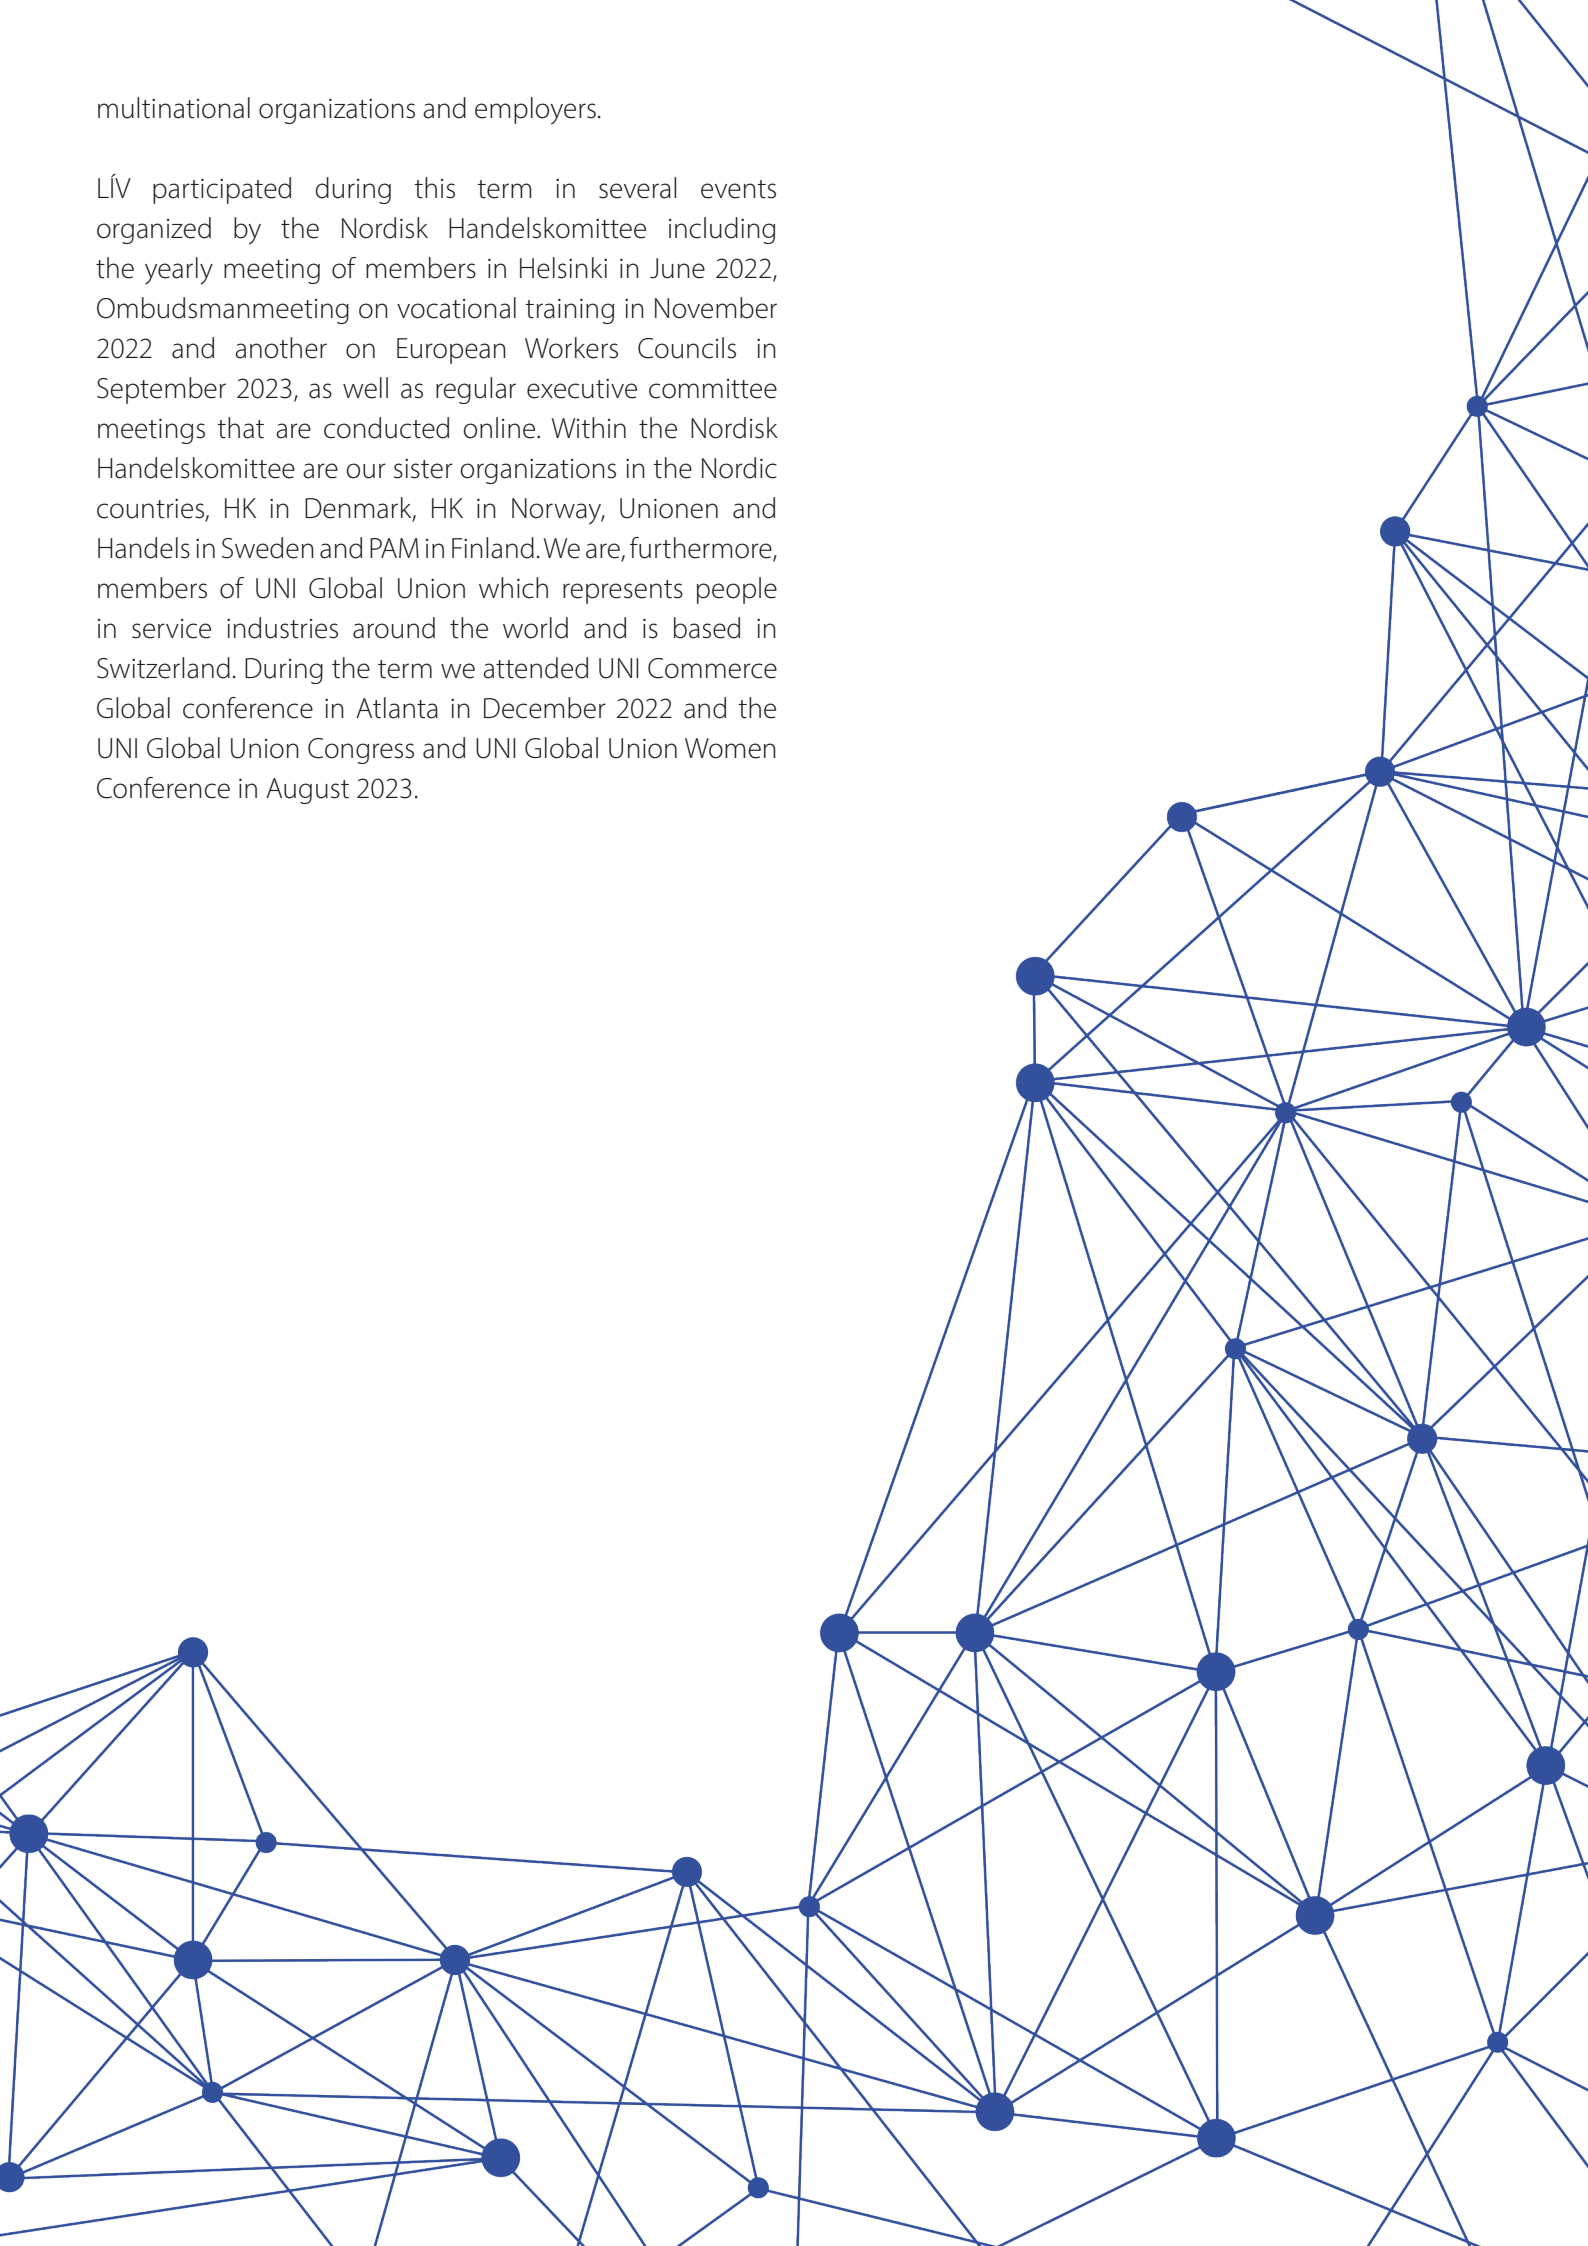 multinational organizations and employers.
LÍV participated during this term in several events
organized by the Nordisk Handelskomittee including
the yearly meeting of members in Helsinki in June 2022,
Ombudsmanmeeting on vocational training in November
2022 and another on European Workers Councils in
September 2023, as well as regular executive committee
meetings that are conducted online. Within the Nordisk
Handelskomittee are our sister organizations in the Nordic
countries, HK in Denmark, HK in Norway, Unionen and
Handels in Sweden and PAM in Finland. We are, furthermore,
members of UNI Global Union which represents people
in service industries around the world and is based in
Switzerland. During the term we attended UNI Commerce
Global conference in Atlanta in December 2022 and the
UNI Global Union Congress and UNI Global Union Women
Conference in August 2023.